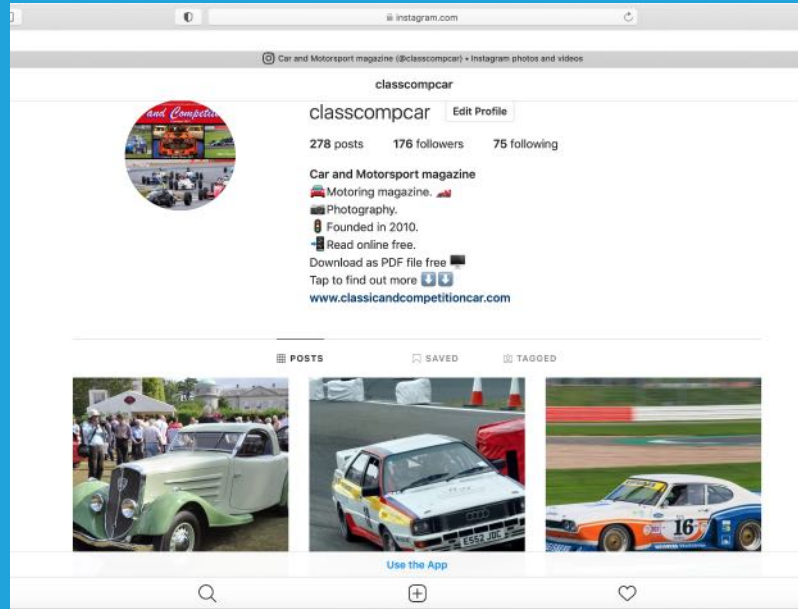 instagram.com
Car and Motorsport magazine (@classcompcar) • Instagram photos and videos
classcompcar
and Competit
classcompcar Edit Profile
278 posts 176 followers 75 following
Car and Motorsport magazine
Motoring magazine.
Photography.
Founded in 2010.
Read online free.
Download as PDF file free
Tap to find out more
www.classicandcompetitioncar.com
POSTS SAVED TAGGED
E552 JDC
16
Use the App